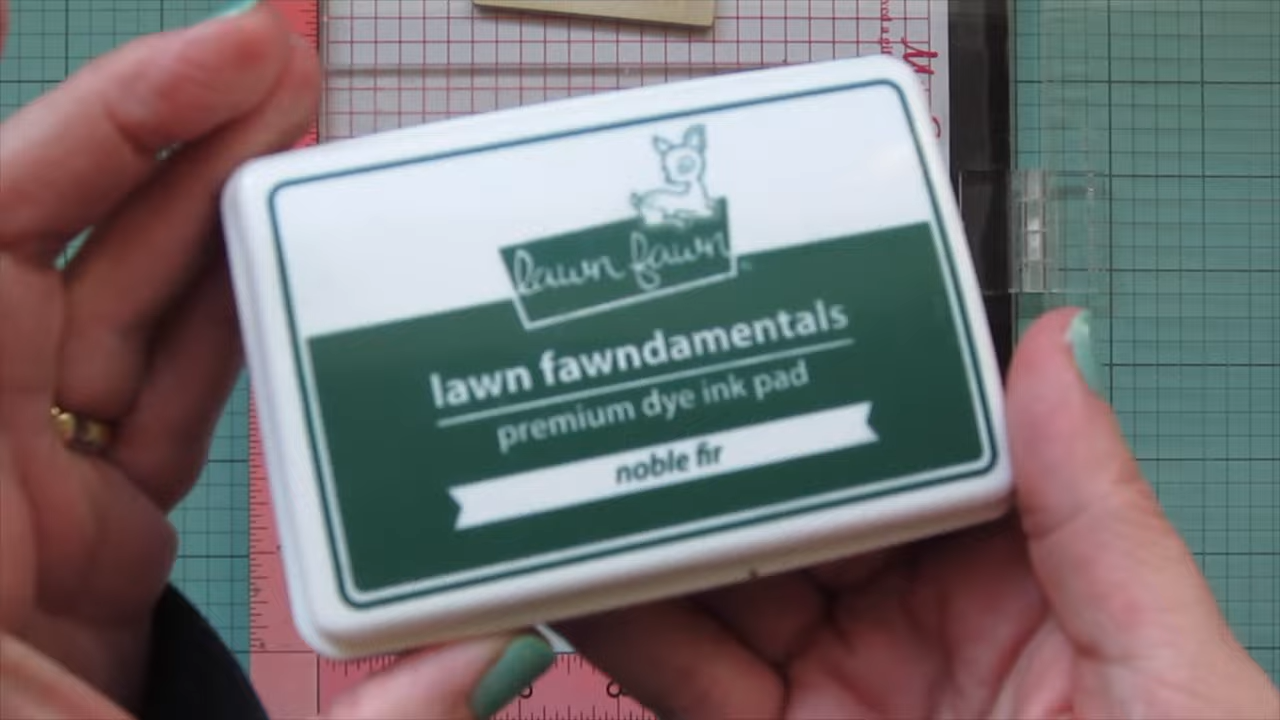 lawn fawn
lawn fawndamentals
premium dye ink pad
noble fir